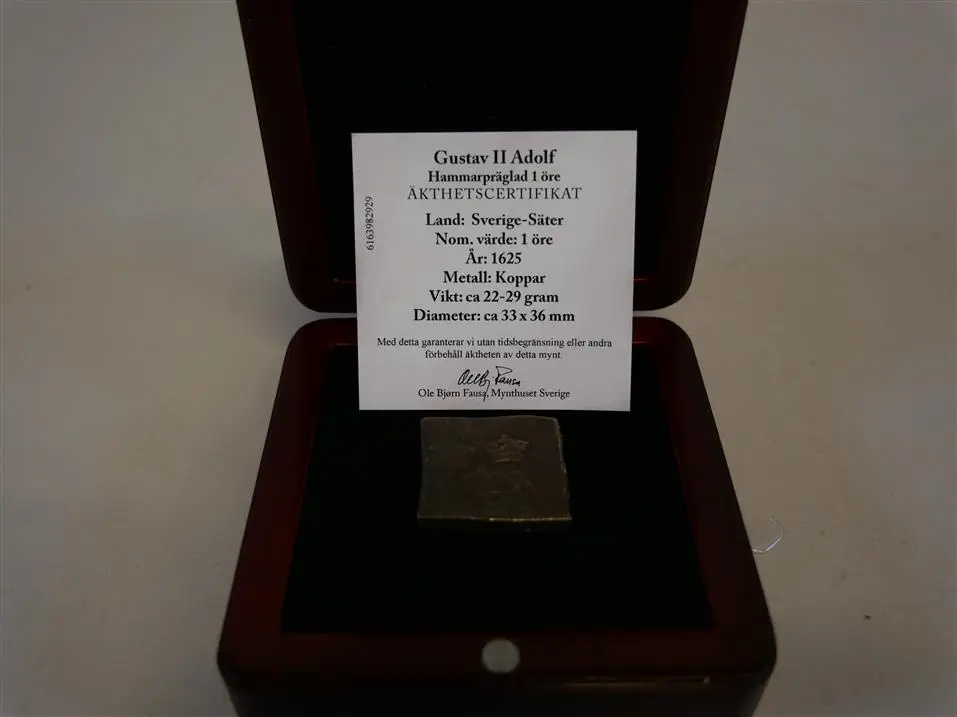 Gustav II Adolf
Hammarpräglad 1 öre
ÄKTHETSCERTIFIKAT
6163982929
Land: Sverige-Säter
Nom. värde: 1 öre
År: 1625
Metall: Koppar
Vikt: ca 22-29 gram
Diameter: ca 33 x 36 mm
Med detta garanterar vi utan tidsbegränsning eller andra
förbehåll äktheten av detta mynt
Ole Bjørn Fausa, Mynthuset Sverige